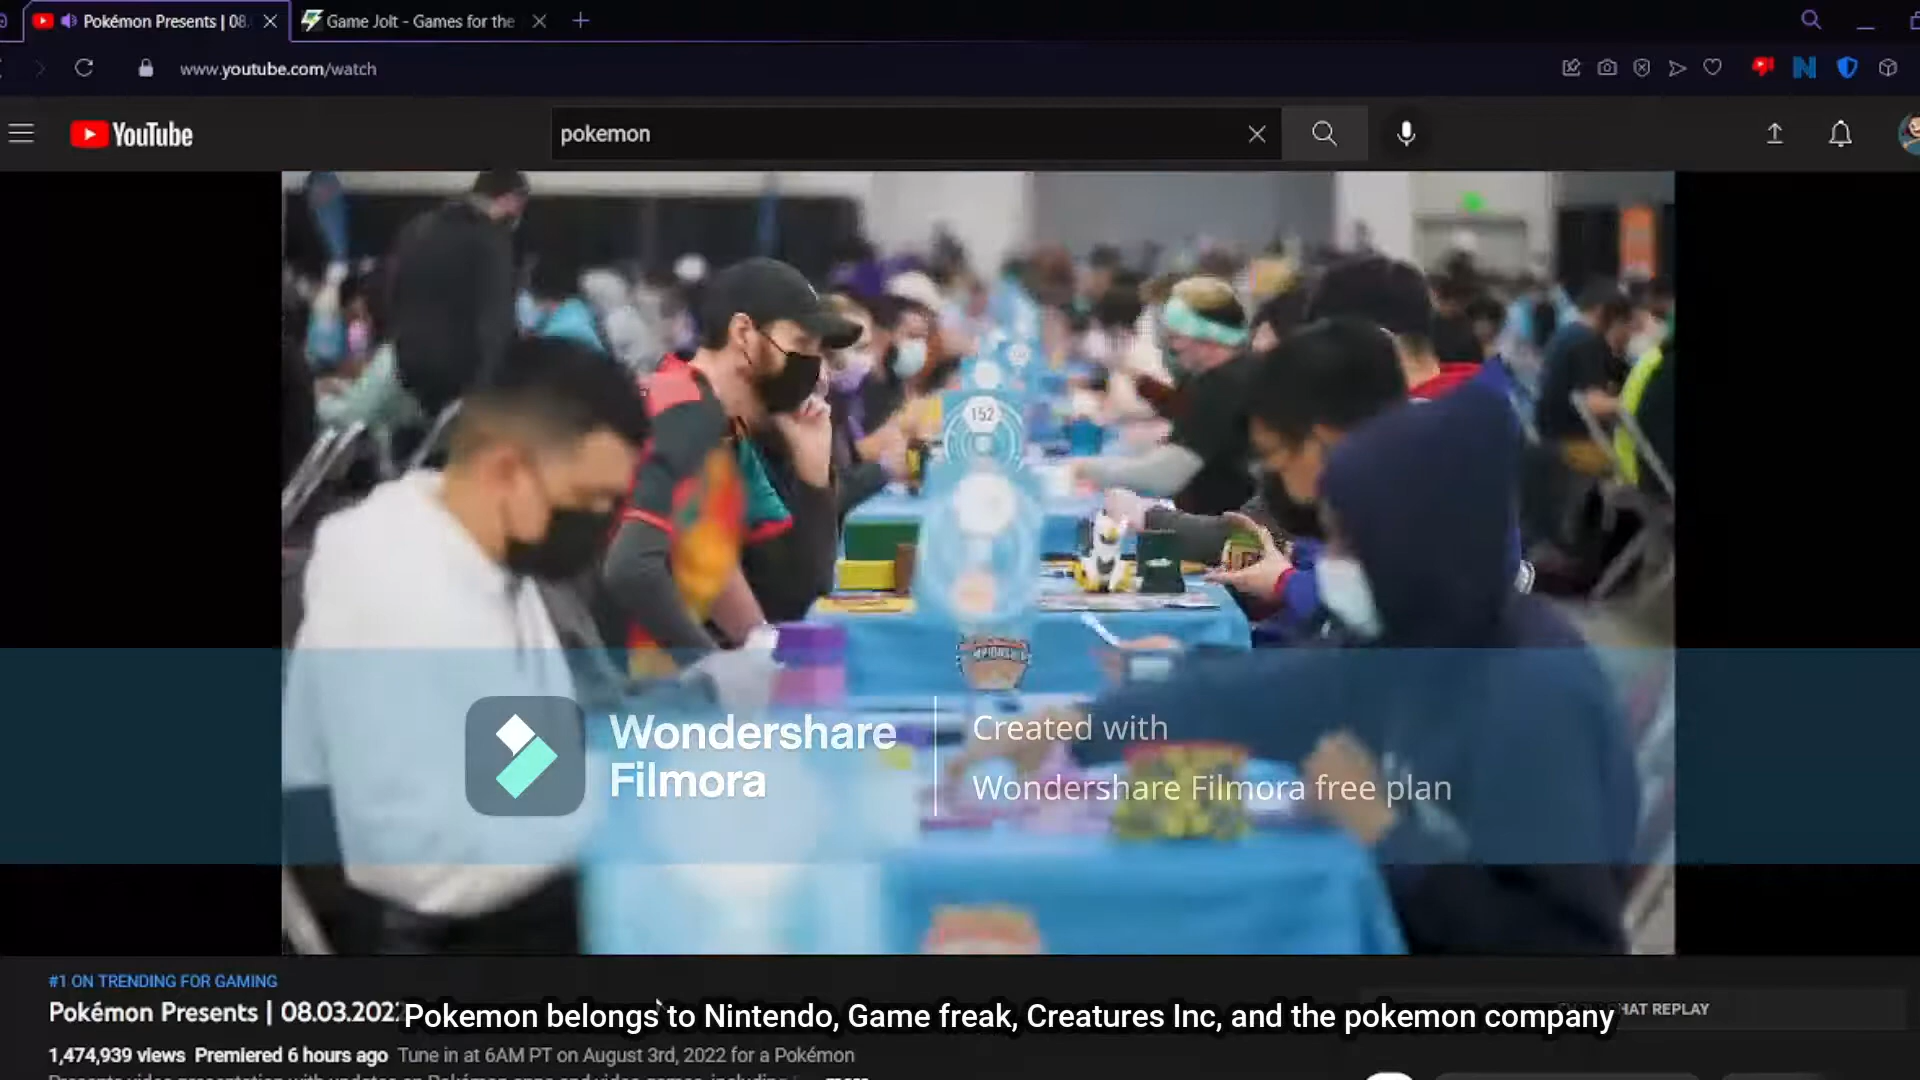 Pokémon Presents | 08.
Game Jolt - Games for the
www.youtube.com/watch
YouTube
pokemon
152
Wondershare
Filmora
Created with
Wondershare Filmora free plan
#1 ON TRENDING FOR GAMING
Pokémon Presents | 08.03.2022
HAT REPLAY
Pokemon belongs to Nintendo, Game freak, Creatures Inc, and the pokemon company
1,474,939 views Premiered 6 hours ago Tune in at 6AM PT on August 3rd, 2022 for a Pokémon